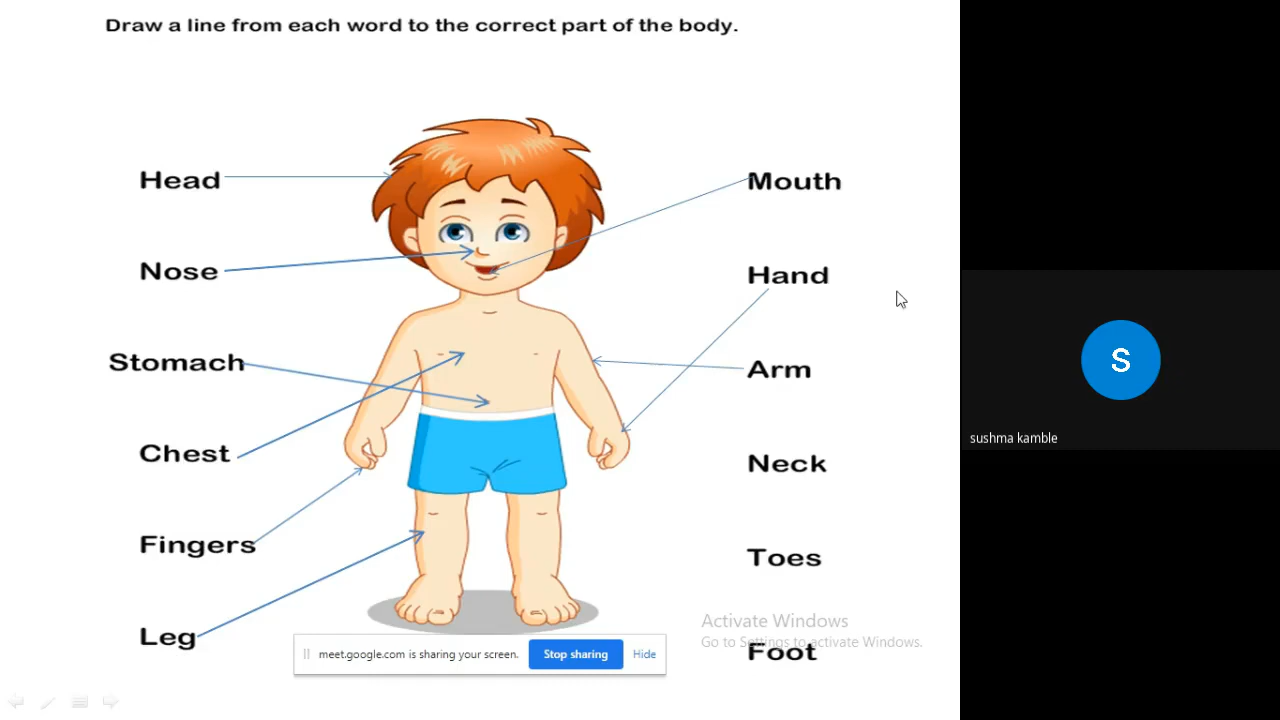 Draw a line from each word to the correct part of the body.
Head
Mouth
Nose
Hand
Stomach
Arm
Chest
Neck
Fingers
Toes
Leg
Foot
Activate Windows
Go to Settings to activate Windows.
meet.google.com is sharing your screen.
Stop sharing
Hide
S
sushma kamble